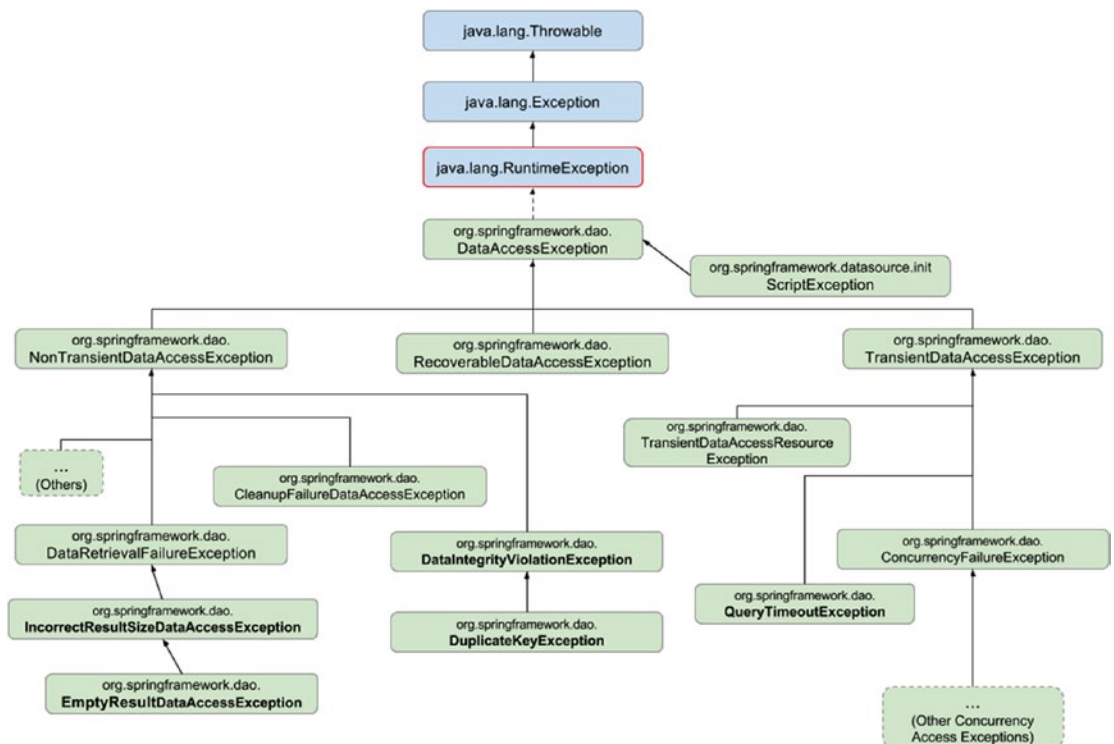 java.lang.Throwable
java.lang.Exception
java.lang.RuntimeException
org.springframework.dao.
DataAccessException
org.springframework.datasource.init
ScriptException
org.springframework.dao.
NonTransientDataAccessException
org.springframework.dao.
RecoverableDataAccessException
org.springframework.dao.
TransientDataAccessException
org.springframework.dao.
TransientDataAccessResource
Exception
...
(Others)
org.springframework.dao.
CleanupFailureDataAccessException
org.springframework.dao.
DataRetrievalFailureException
org.springframework.dao.
DataIntegrityViolationException
org.springframework.dao.
ConcurrencyFailureException
org.springframework.dao.
IncorrectResultSizeDataAccessException
org.springframework.dao.
DuplicateKeyException
org.springframework.dao.
QueryTimeoutException
org.springframework.dao.
EmptyResultDataAccessException
...
(Other Concurrency
Access Exceptions)